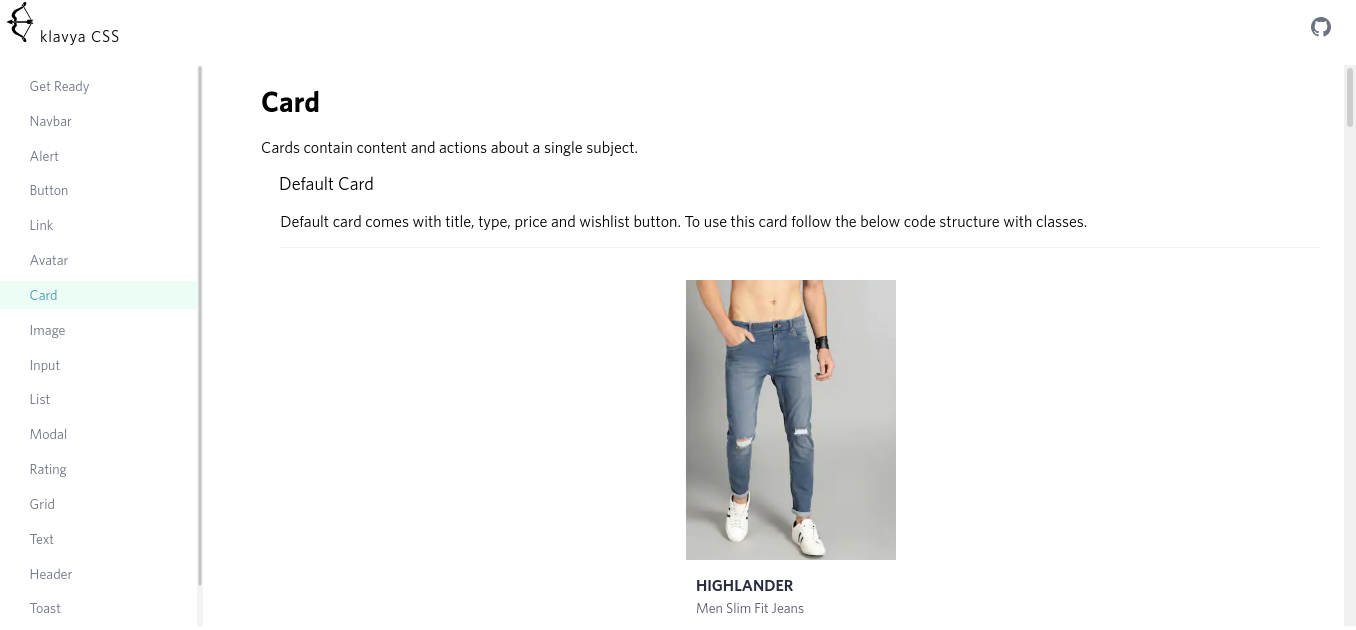 klavya CSS
Get Ready
Navbar
Alert
Button
Link
Avatar
Card
Image
Input
List
Modal
Rating
Grid
Text
Header
Toast
Card
Cards contain content and actions about a single subject.
Default Card
Default card comes with title, type, price and wishlist button. To use this card follow the below code structure with classes.
HIGHLANDER
Men Slim Fit Jeans